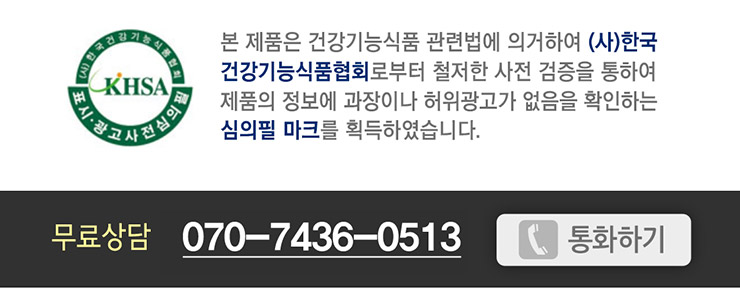 (사)한국건강기능식품협회
KHSA
표시·광고사전심의필
본 제품은 건강기능식품 관련법에 의거하여 (사)한국
건강기능식품협회로부터 철저한 사전 검증을 통하여
제품의 정보에 과장이나 허위광고가 없음을 확인하는
심의필 마크를 획득하였습니다.
무료상담 070-7436-0513 통화하기